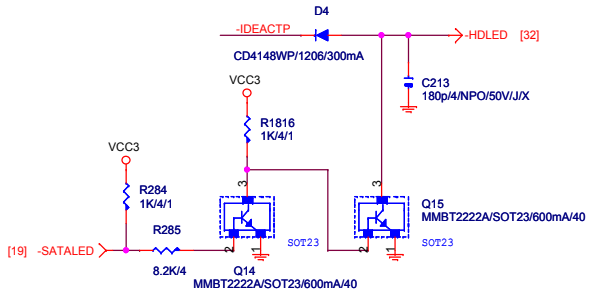 D4
-IDEACTP
-HDLED [32]
CD4148WP/1206/300mA
VCC3
C213
180p/4/NPO/50V/J/X
R1816
1K/4/1
VCC3
R284
1K/4/1
3
3
Q15
MMBT2222A/SOT23/600mA/40
R285
[19] -SATALED
8.2K/4
2
1
SOT23
2
1
SOT23
Q14
MMBT2222A/SOT23/600mA/40